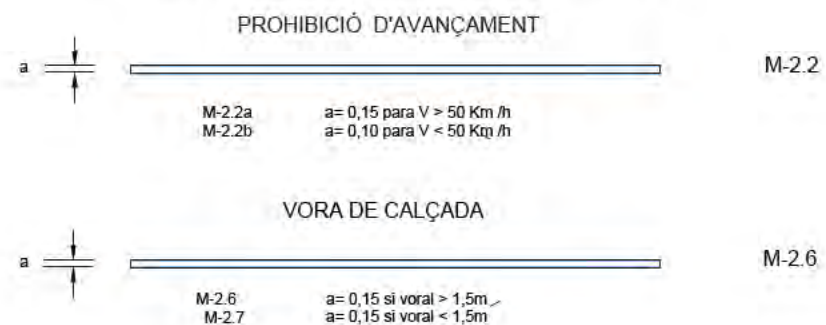 PROHIBICIÓ D'AVANÇAMENT
a
M-2.2
M-2.2a a= 0,15 para V > 50 Km /h
M-2.2b a= 0,10 para V < 50 Km /h
VORA DE CALÇADA
a
M-2.6
M-2.6 a= 0,15 si voral > 1,5m
M-2.7 a= 0,15 si voral < 1,5m